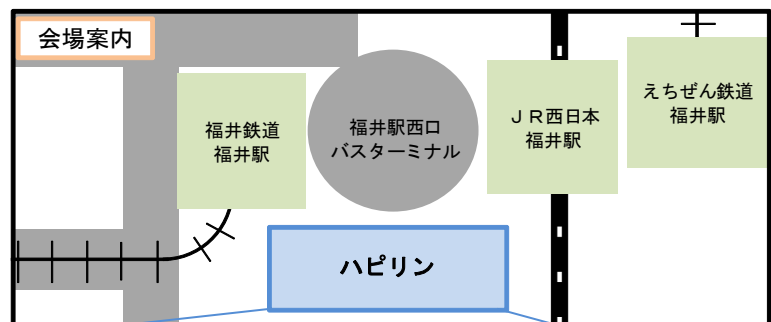 会場案内
福井鉄道
福井駅
福井駅西口
バスターミナル
ＪＲ西日本
福井駅
えちぜん鉄道
福井駅
ハピリン